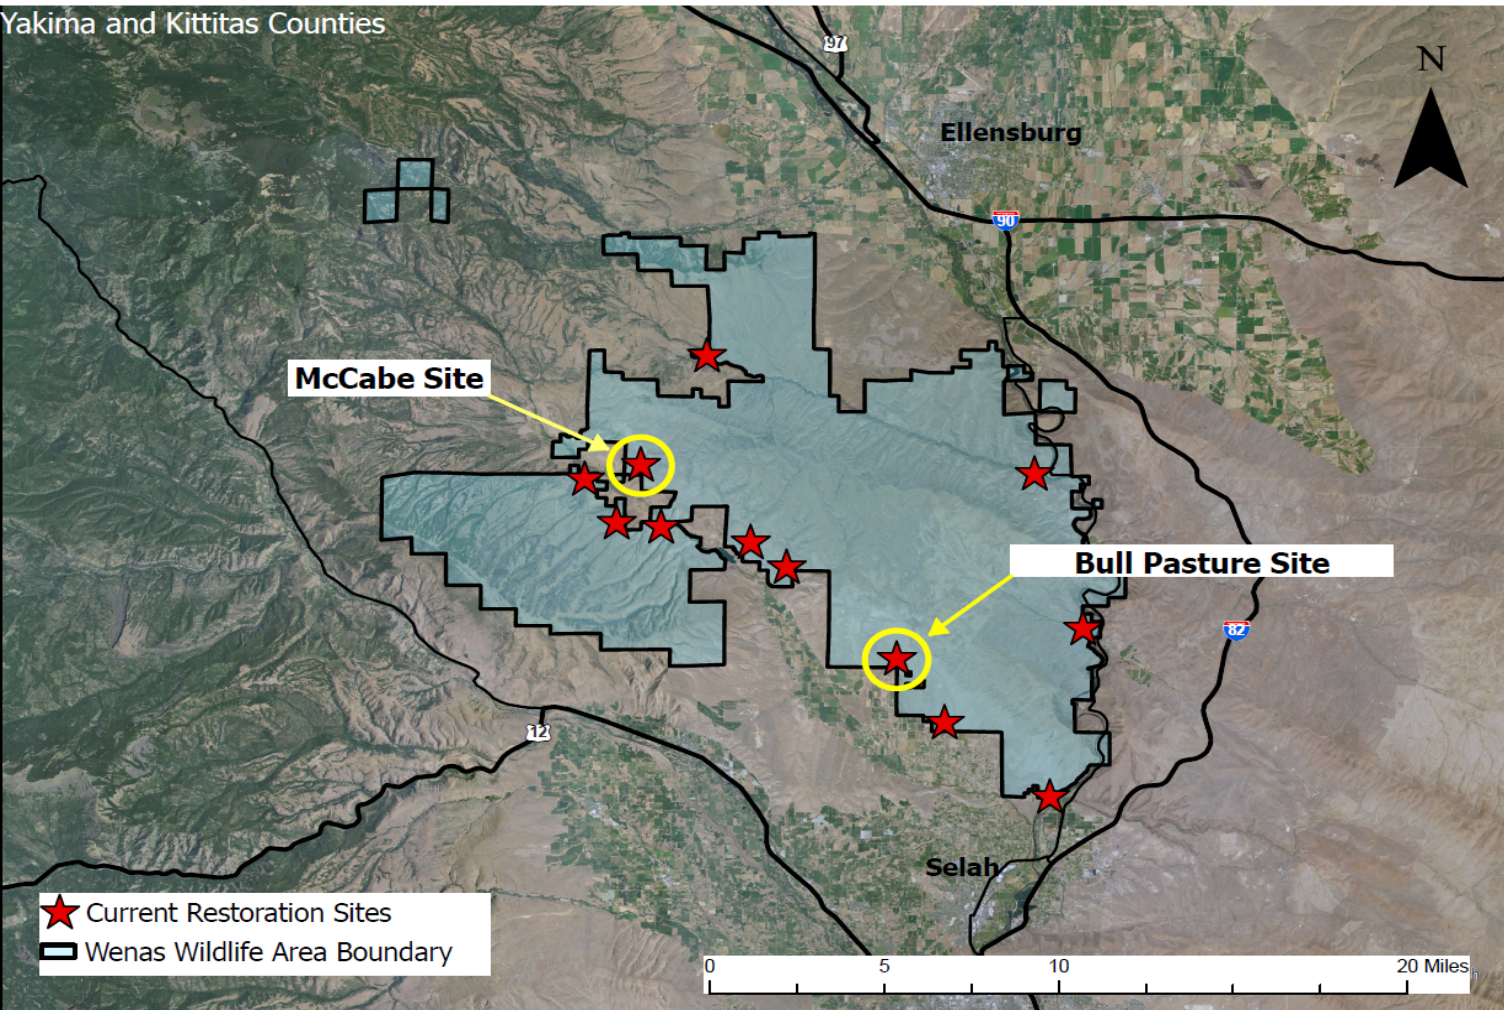 Yakima and Kittitas Counties
97
N
Ellensburg
90
McCabe Site
Bull Pasture Site
82
12
Selah
Current Restoration Sites
Wenas Wildlife Area Boundary
0 5 10 20 Miles